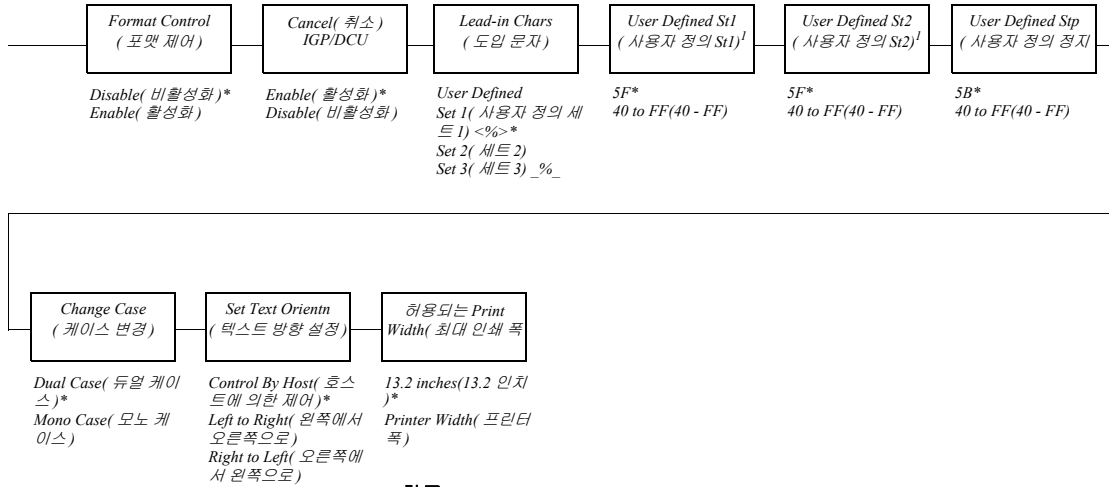 Format Control
( 포맷 제어 )
Cancel( 취소 )
IGP/DCU
Lead-in Chars
( 도입 문자 )
User Defined St1
( 사용자 정의 St1)1
User Defined St2
( 사용자 정의 St2)1
User Defined Stp
( 사용자 정의 정지
Disable( 비활성화 )*
Enable( 활성화 )
Enable( 활성화 )*
Disable( 비활성화 )
User Defined
Set 1( 사용자 정의 세
트 1) <%>*
Set 2( 세트 2)
Set 3( 세트 3) _%_
5F*
40 to FF(40 - FF)
5F*
40 to FF(40 - FF)
5B*
40 to FF(40 - FF)
Change Case
( 케이스 변경 )
Set Text Orientn
( 텍스트 방향 설정 )
허용되는 Print
Width( 최대 인쇄 폭
Dual Case( 듀얼 케이
스 )*
Mono Case( 모노 케
이스 )
Control By Host( 호스
트에 의한 제어 )*
Left to Right( 왼쪽에서
오른쪽으로 )
Right to Left( 오른쪽에
서 왼쪽으로 )
13.2 inches(13.2 인치
)*
Printer Width( 프린터
폭 )